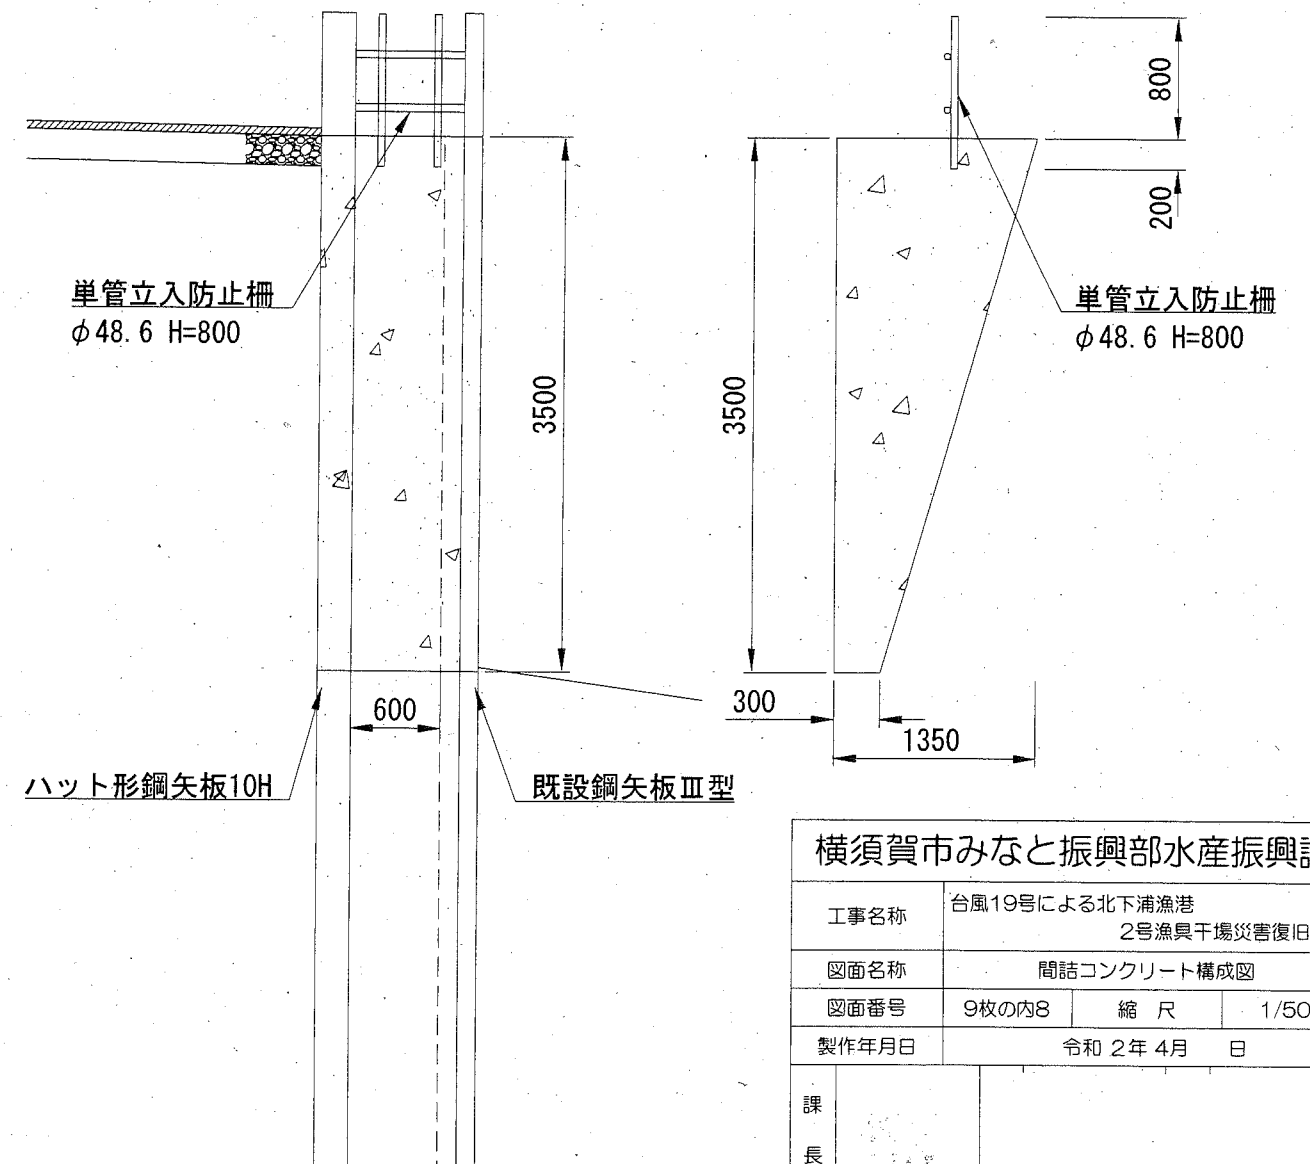 800
200
単管立入防止柵
φ48.6 H=800
単管立入防止柵
φ48.6 H=800
3500
3500
600
300
1350
ハット形鋼矢板10H
既設鋼矢板Ⅲ型
横須賀市みなと振興部水産振興課
工事名称 台風19号による北下浦漁港
2号漁具干場災害復旧
図面名称 間詰コンクリート構成図
図面番号 9枚の内8 縮 尺 1/50
製作年月日 令和 2年 4月 日
課
長